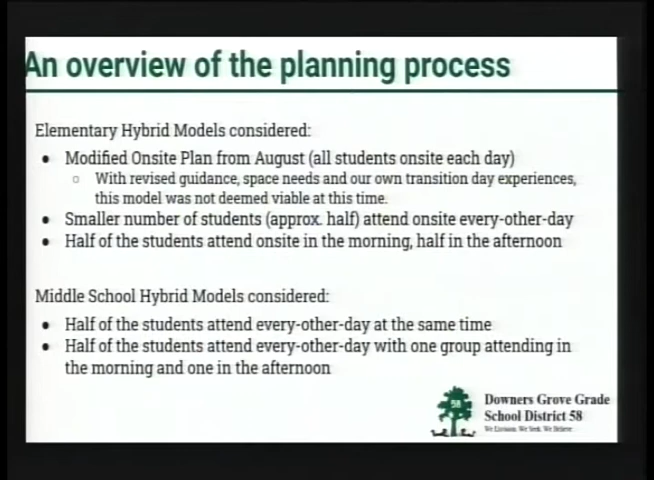 An overview of the planning process
Elementary Hybrid Models considered:
• Modified Onsite Plan from August (all students onsite each day)
○ With revised guidance, space needs and our own transition day experiences,
this model was not deemed viable at this time.
• Smaller number of students (approx. half) attend onsite every-other-day
• Half of the students attend onsite in the morning, half in the afternoon
Middle School Hybrid Models considered:
• Half of the students attend every-other-day at the same time
• Half of the students attend every-other-day with one group attending in
the morning and one in the afternoon
58
Downers Grove Grade
School District 58
We Listen. We Seek. We Believe